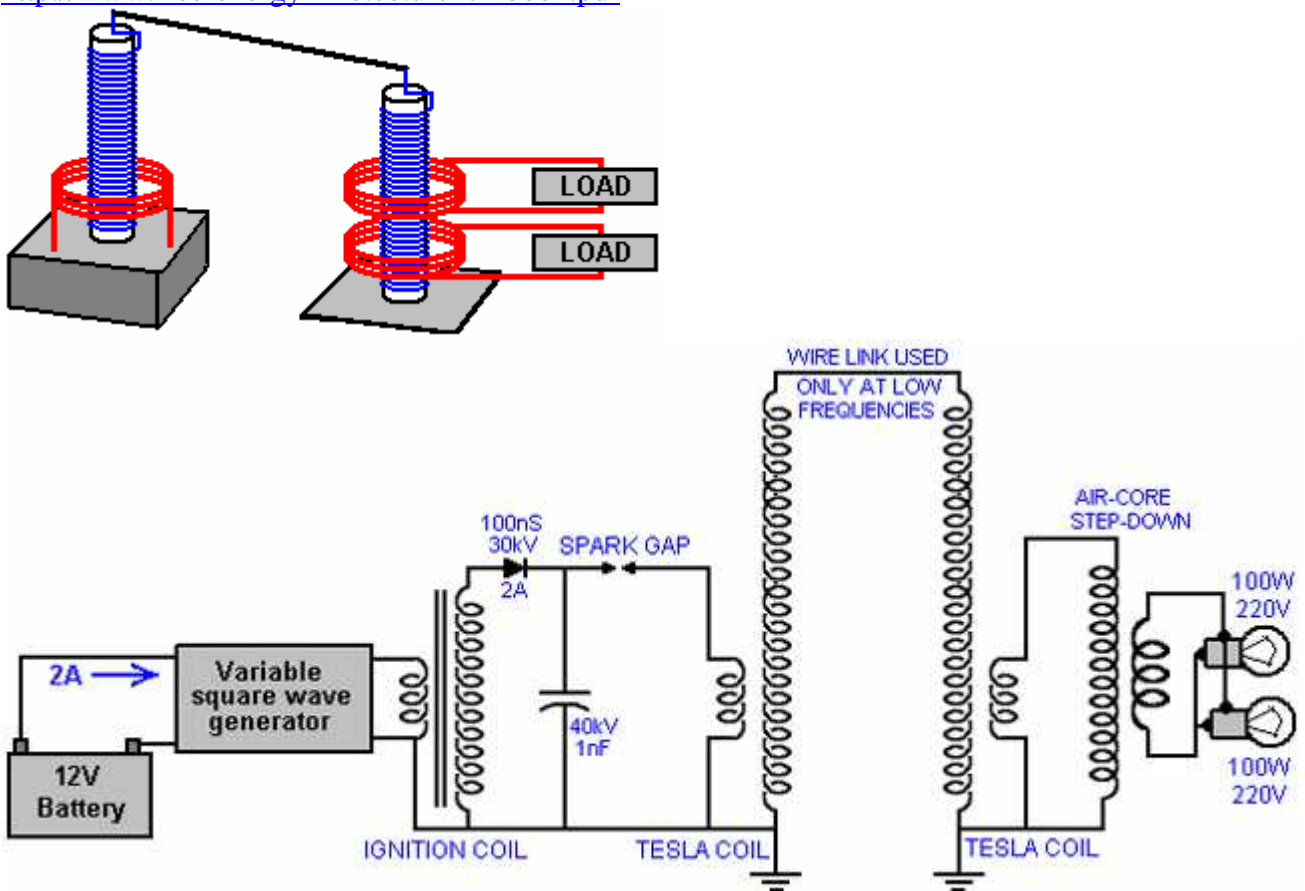 LOAD
LOAD
WIRE LINK USED
ONLY AT LOW
FREQUENCIES
AIR-CORE
STEP-DOWN
100nS
30kV
2A
SPARK GAP
100W
220V
2A
Variable
square wave
generator
40kV
1nF
12V
Battery
100W
220V
IGNITION COIL
TESLA COIL
TESLA COIL